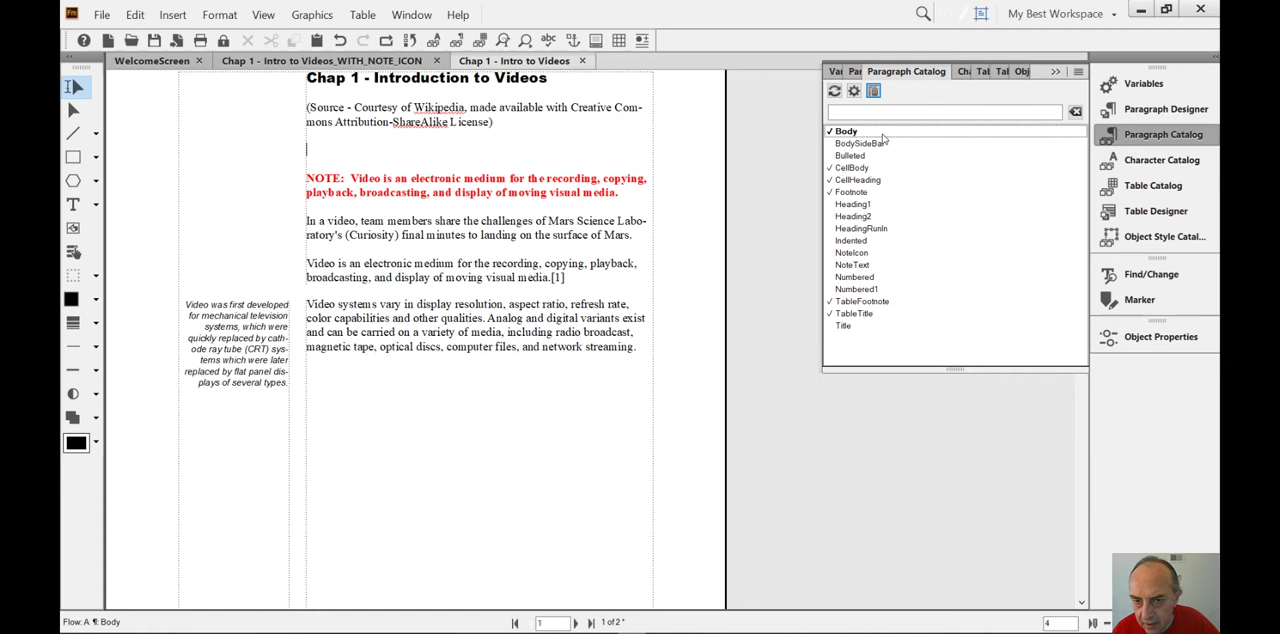 Fm File Edit Insert Format View Graphics Table Window Help My Best Workspace
WelcomeScreen Chap 1 - Intro to Videos_WITH_NOTE_ICON Chap 1 - Intro to Videos
Chap 1 - Introduction to Videos
(Source - Courtesy of Wikipedia, made available with Creative Com-
mons Attribution-ShareAlike License)
NOTE: Video is an electronic medium for the recording, copying,
playback, broadcasting, and display of moving visual media.
In a video, team members share the challenges of Mars Science Labo-
ratory's (Curiosity) final minutes to landing on the surface of Mars.
Video is an electronic medium for the recording, copying, playback,
broadcasting, and display of moving visual media.[1]
Video was first developed
for mechanical television
systems, which were
quickly replaced by cath-
ode ray tube (CRT) sys-
tems which were later
replaced by flat panel dis-
plays of several types.
Video systems vary in display resolution, aspect ratio, refresh rate,
color capabilities and other qualities. Analog and digital variants exist
and can be carried on a variety of media, including radio broadcast,
magnetic tape, optical discs, computer files, and network streaming.
Var Par Paragraph Catalog Cha Tab Tab Obj
Body
BodySideBar
Bulleted
CellBody
CellHeading
Footnote
Heading1
Heading2
HeadingRunIn
Indented
NoteIcon
NoteText
Numbered
Numbered1
TableFootnote
TableTitle
Title
Variables
Paragraph Designer
Paragraph Catalog
Character Catalog
Table Catalog
Table Designer
Object Style Catal...
Find/Change
Marker
Object Properties
Flow: A ¶: Body 1 1 of 2 * 4